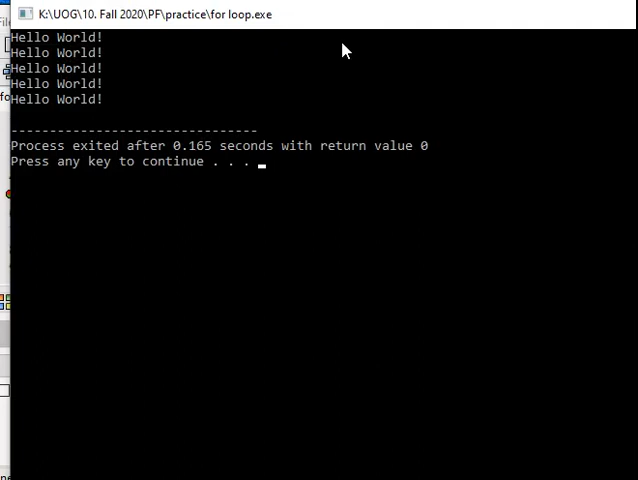 K:\UOG\10. Fall 2020\PF\practice\for loop.exe
Hello World!
Hello World!
Hello World!
Hello World!
Hello World!
--------------------------------
Process exited after 0.165 seconds with return value 0
Press any key to continue . . .